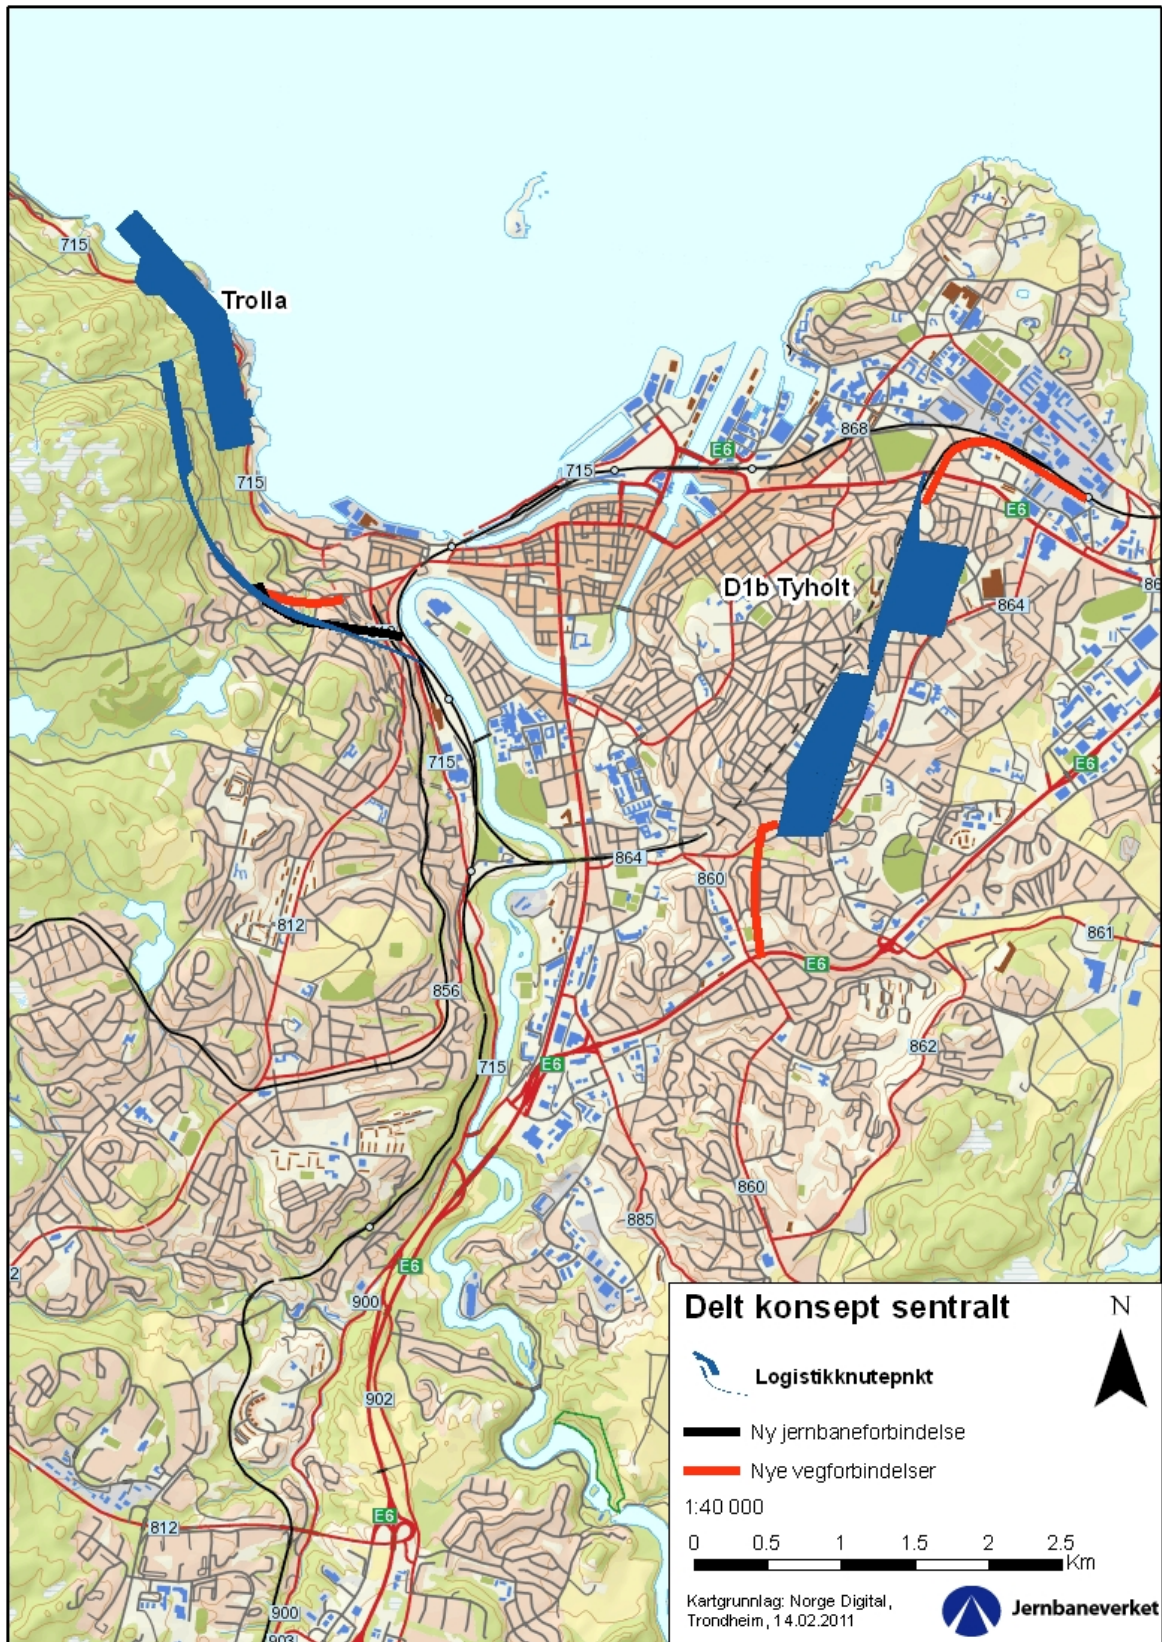 715
Trolla
868
E6
715
715
E6
D1b Tyholt
864
86
E6
715
864
860
812
861
E6
856
862
715
E6
860
885
E6
2
900
902
E6
812
900
903
Delt konsept sentralt
N
Logistikknutepnkt
Ny jernbaneforbindelse
Nye vegforbindelser
1:40 000
0 0.5 1 1.5 2 2.5
Km
Kartgrunnlag: Norge Digital,
Trondheim, 14.02.2011
Jernbaneverket